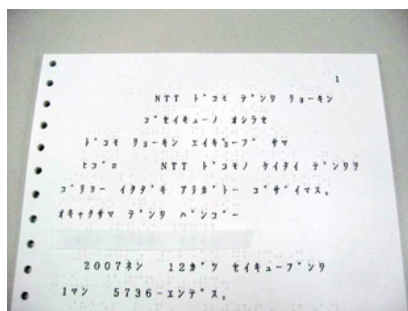 1
NTT ドコモ デンワ リョーキン
ゴセイキューノ オシラセ
ドコモ リョーキン エイギョーブ サマ
ヒゴロ NTT ドコモノ ケイタイ デンワヲ
ゴリヨー イタダキ アリガトー ゴザイマス。
オキャクサマ デンワ バンゴー
2007ネン 12ガツ セイキューブンワ
1マン 5736-エンデス。